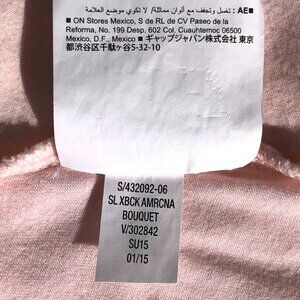 AE: تغسل وتجفف مع ألوان مماثلة/ لا تكوى موضع العلامة
■ ON Stores Mexico, S de RL de CV Paseo de la
Reforma, No. 199 Desp. 602 Col. Cuauhtemoc 06500
Mexico, D.F., Mexico ■ ギャップジャパン株式会社 東京
都渋谷区千駄ヶ谷5-32-10
S/432092-06
SL XBCK AMRCNA
BOUQUET
V/302842
SU15
01/15